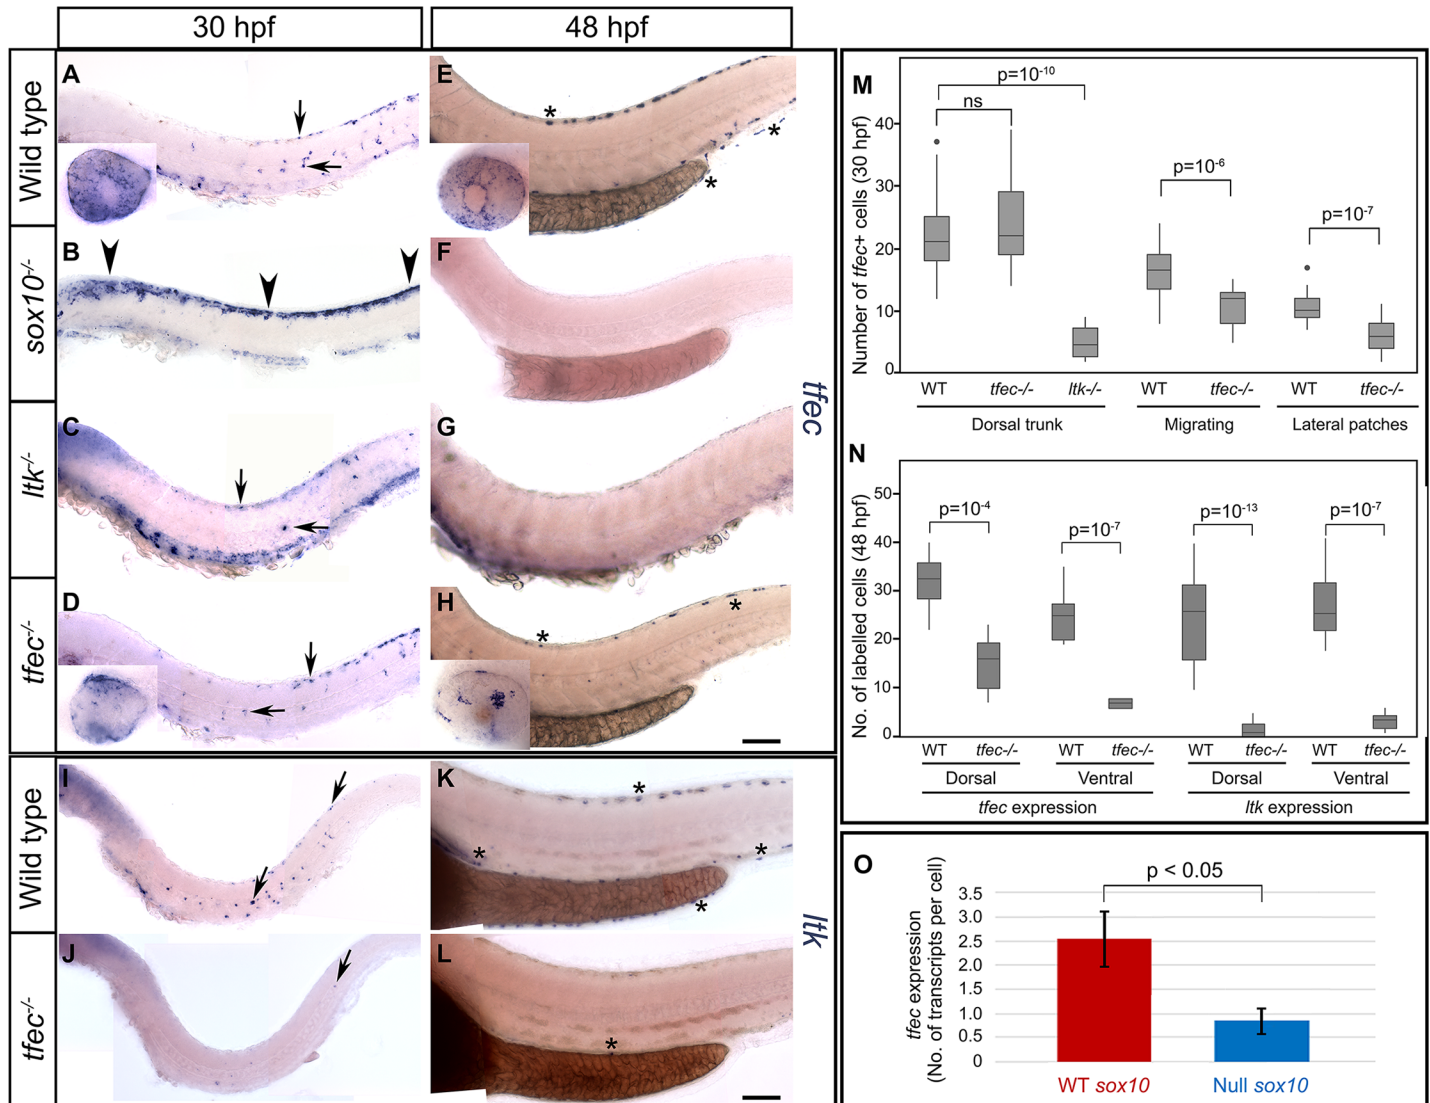 30 hpf
48 hpf
Wild type
A
E
*
*
*
sox10-/-
B
F
ltk-/-
C
G
tfec-/-
D
H
*
*
tfec
Wild type
I
K
*
*
*
*
tfec-/-
J
L
*
ltk
M
Number of tfec+ cells (30 hpf)
40
30
20
10
0
p=10-10
ns
p=10-6
p=10-7
WT
tfec-/-
ltk-/-
WT
tfec-/-
WT
tfec-/-
Dorsal trunk
Migrating
Lateral patches
N
No. of labelled cells (48 hpf)
50
40
30
20
10
0
p=10-4
p=10-7
p=10-13
p=10-7
WT
tfec-/-
WT
tfec-/-
WT
tfec-/-
WT
tfec-/-
Dorsal
Ventral
Dorsal
Ventral
tfec expression
ltk expression
O
tfec expression
(No. of transcripts per cell)
3.5
3.0
2.5
2.0
1.5
1.0
0.5
0
p < 0.05
WT sox10
Null sox10